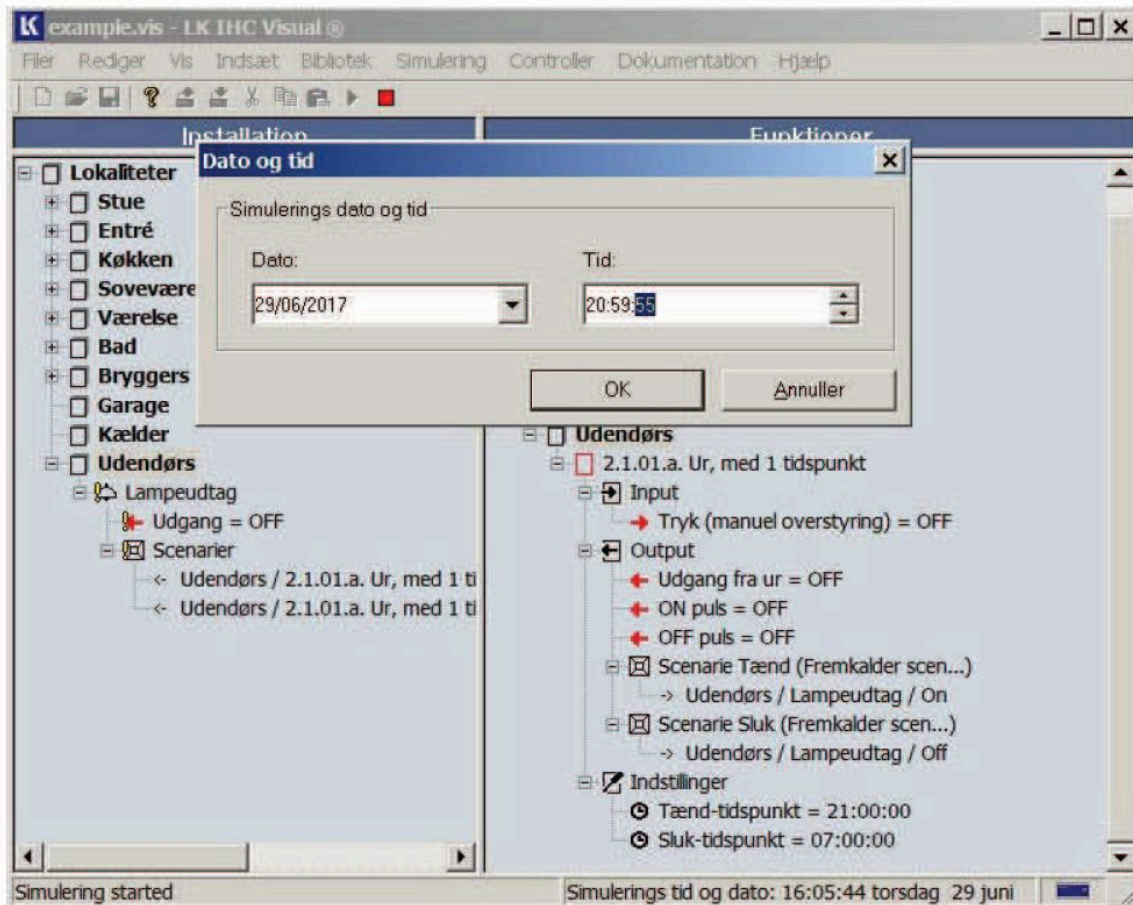 example.vis - LK IHC Visual ®
Filer Rediger Vis Indsæt Bibliotek Simulering Controller Dokumentation Hjælp
Installation
Funktioner
Dato og tid
Simulerings dato og tid
Dato:
Tid:
29/06/2017
20:59:55
OK
Annuller
Lokaliteter
Stue
Entré
Køkken
Sovevære
Værelse
Bad
Bryggers
Garage
Kælder
Udendørs
Lampeudtag
Udgang = OFF
Scenarier
<- Udendørs / 2.1.01.a. Ur, med 1 ti
<- Udendørs / 2.1.01.a. Ur, med 1 t
Udendørs
2.1.01.a. Ur, med 1 tidspunkt
Input
Tryk (manuel overstyring) = OFF
Output
Udgang fra ur = OFF
ON puls = OFF
OFF puls = OFF
Scenarie Tænd (Fremkalder scen...)
-> Udendørs / Lampeudtag / On
Scenarie Sluk (Fremkalder scen...)
-> Udendørs / Lampeudtag / Off
Indstillinger
Tænd-tidspunkt = 21:00:00
Sluk-tidspunkt = 07:00:00
Simulering started
Simulerings tid og dato: 16:05:44 torsdag 29 juni